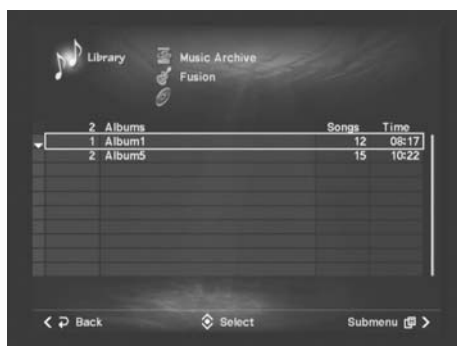 Library
Music Archive
Fusion
2 Albums Songs Time
1 Album1 12 08:17
2 Album5 15 10:22
Back Select Submenu